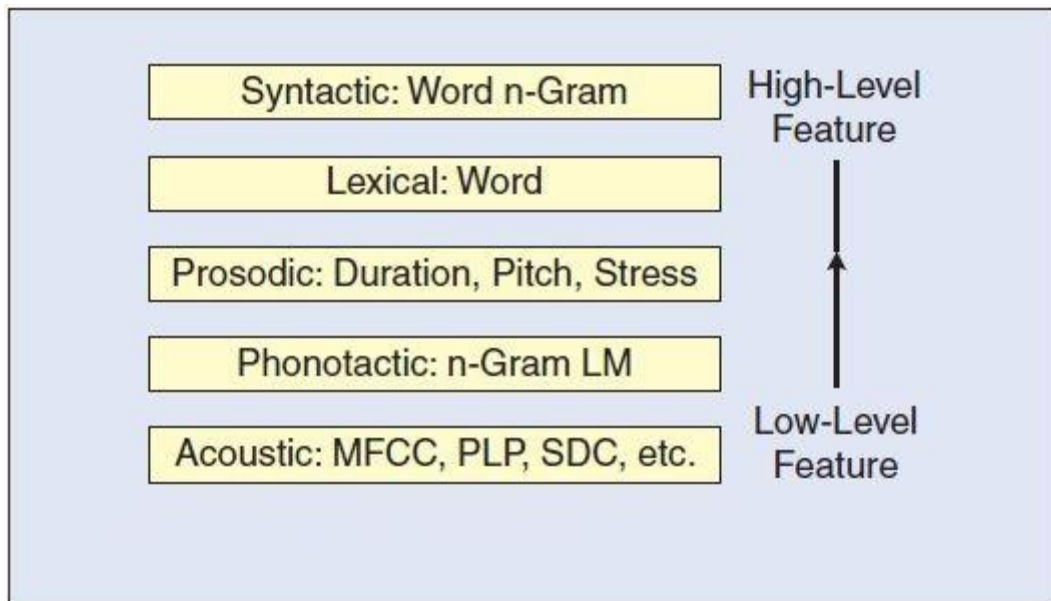 Syntactic: Word n-Gram
High-Level
Feature
Lexical: Word
Prosodic: Duration, Pitch, Stress
Phonotactic: n-Gram LM
Low-Level
Feature
Acoustic: MFCC, PLP, SDC, etc.